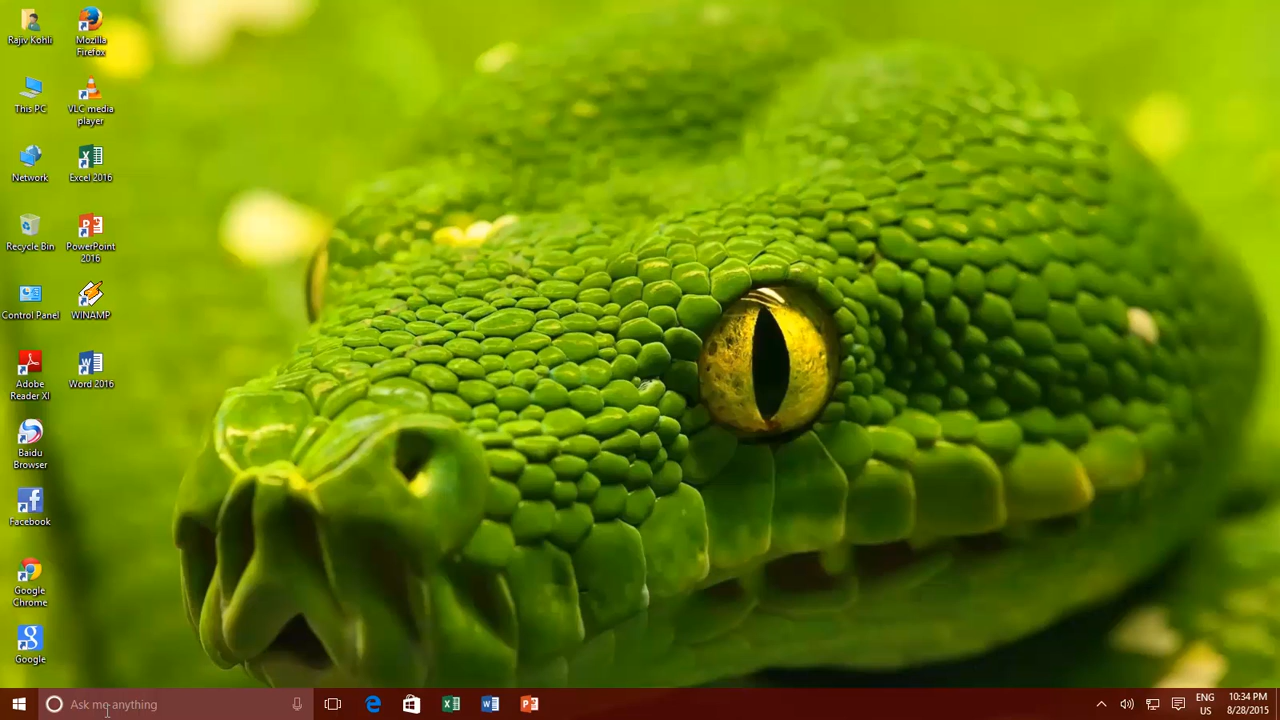 Rajiv Kohli
Mozilla
Firefox
This PC
VLC media
player
Network
Excel 2016
Recycle Bin
PowerPoint
2016
Control Panel
WINAMP
Adobe
Reader XI
Word 2016
Baidu
Browser
Facebook
Google
Chrome
Google
Ask me anything
ENG
US
10:34 PM
8/28/2015